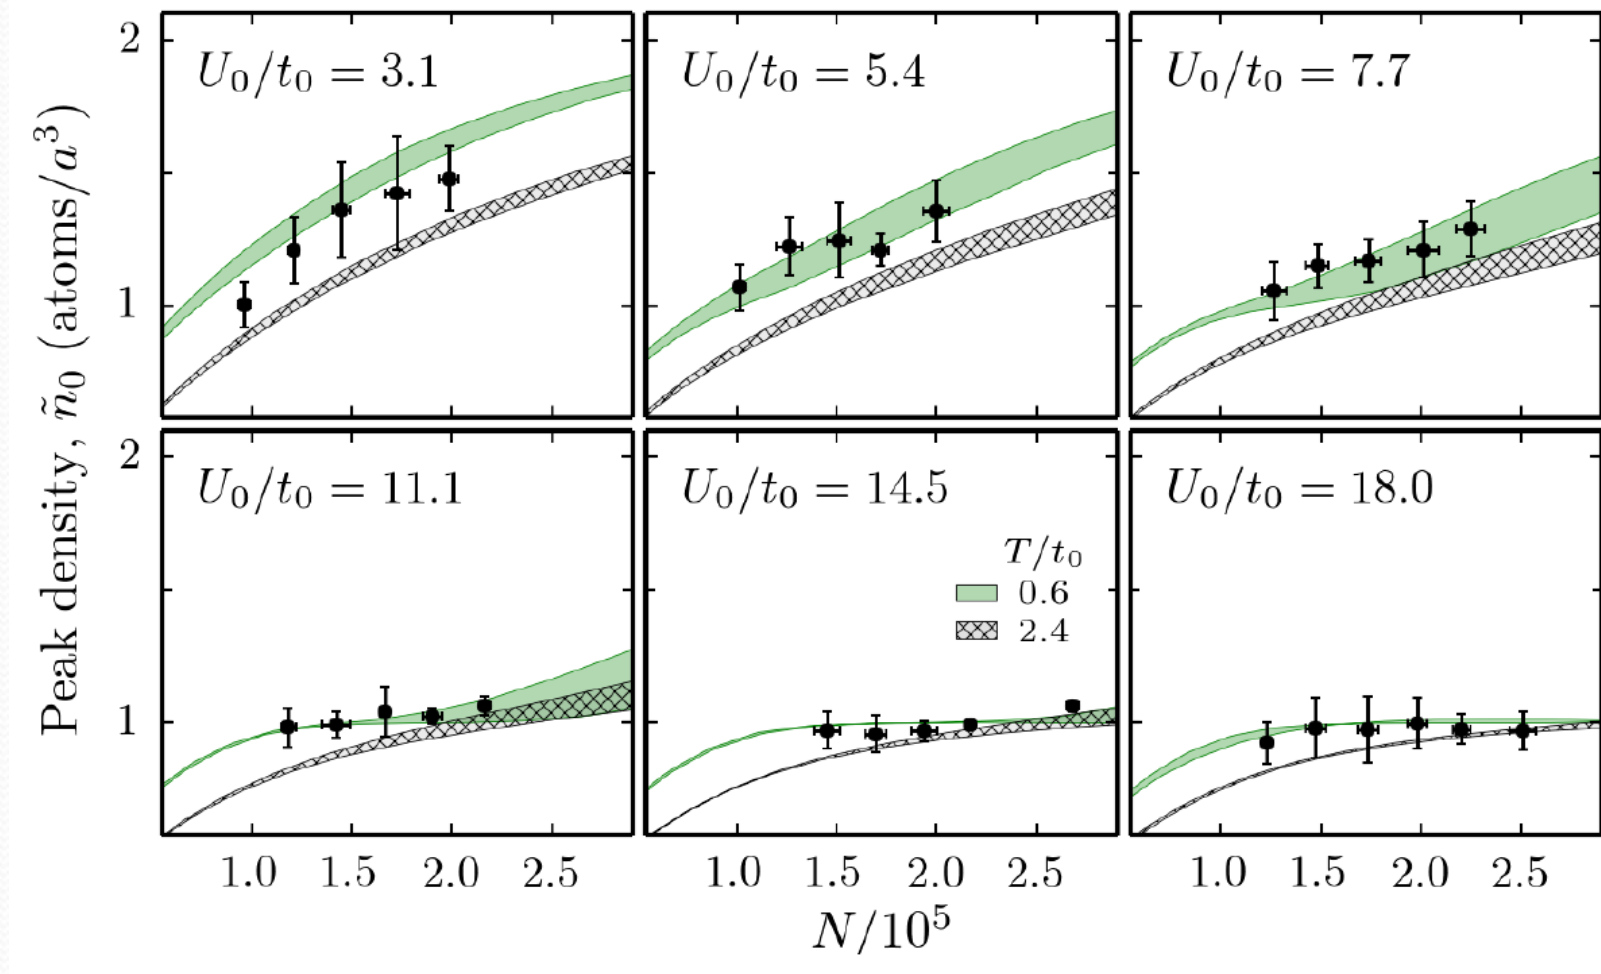 Peak density, ñ₀ (atoms/a³)
2
1
U₀/t₀ = 3.1
U₀/t₀ = 5.4
U₀/t₀ = 7.7
2
1
U₀/t₀ = 11.1
U₀/t₀ = 14.5
T/t₀
0.6
2.4
U₀/t₀ = 18.0
1.0 1.5 2.0 2.5
1.0 1.5 2.0 2.5
1.0 1.5 2.0 2.5
N/10⁵